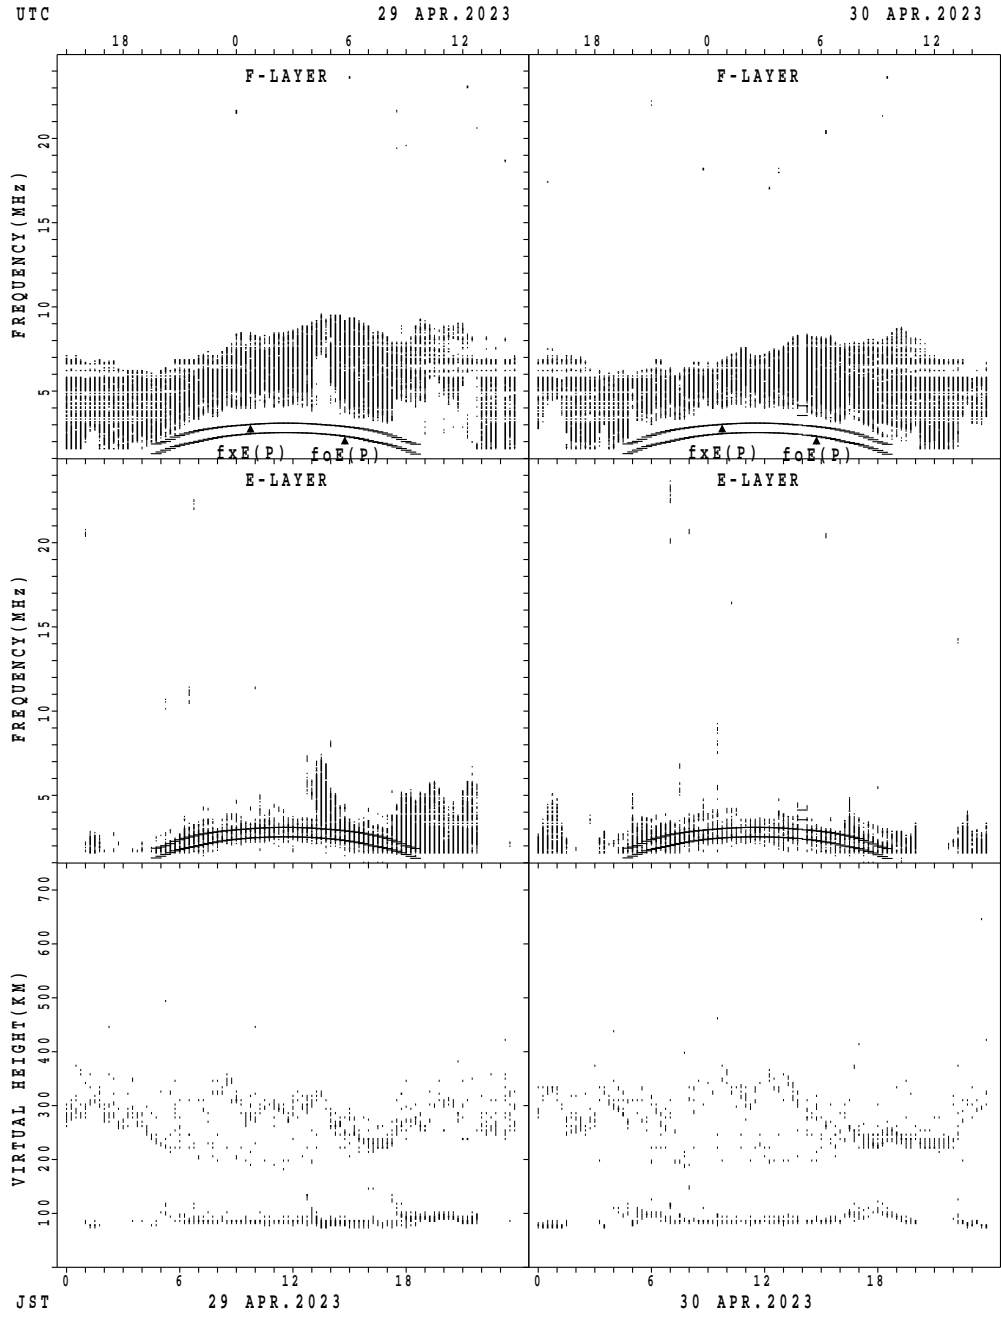 UTC 29 APR.2023 30 APR.2023
18 0 6 12 18 0 6 12
F-LAYER F-LAYER
FREQUENCY(MHz)
20
15
10
5
fxE(P) foE(P) fxE(P) foE(P)
E-LAYER E-LAYER
FREQUENCY(MHz)
20
15
10
5
VIRTUAL HEIGHT(KM)
700
600
500
400
300
200
100
0 6 12 18 0 6 12 18
JST 29 APR.2023 30 APR.2023